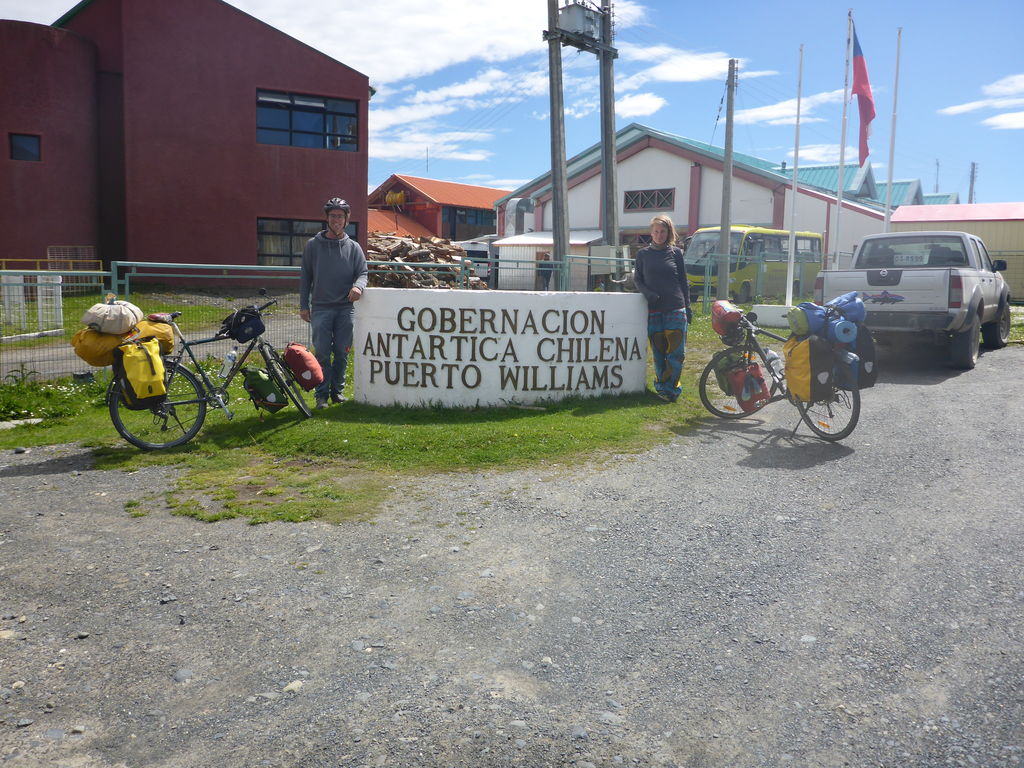 GOBERNACION
ANTARTICA CHILENA
PUERTO WILLIAMS